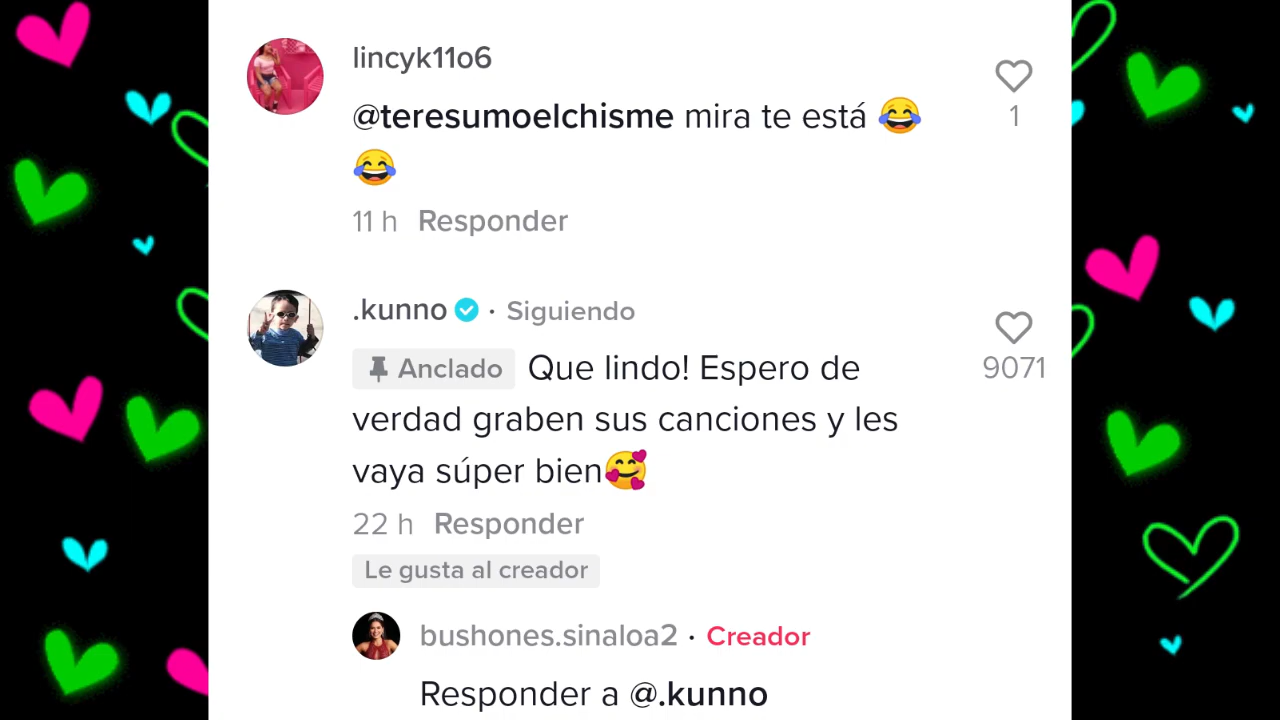 lincyk11o6
@teresumoelchisme mira te está 😂
😂
1
11 h Responder
.kunno · Siguiendo
Anclado Que lindo! Espero de
verdad graben sus canciones y les
vaya súper bien🥰
9071
22 h Responder
Le gusta al creador
bushones.sinaloa2 · Creador
Responder a @.kunno